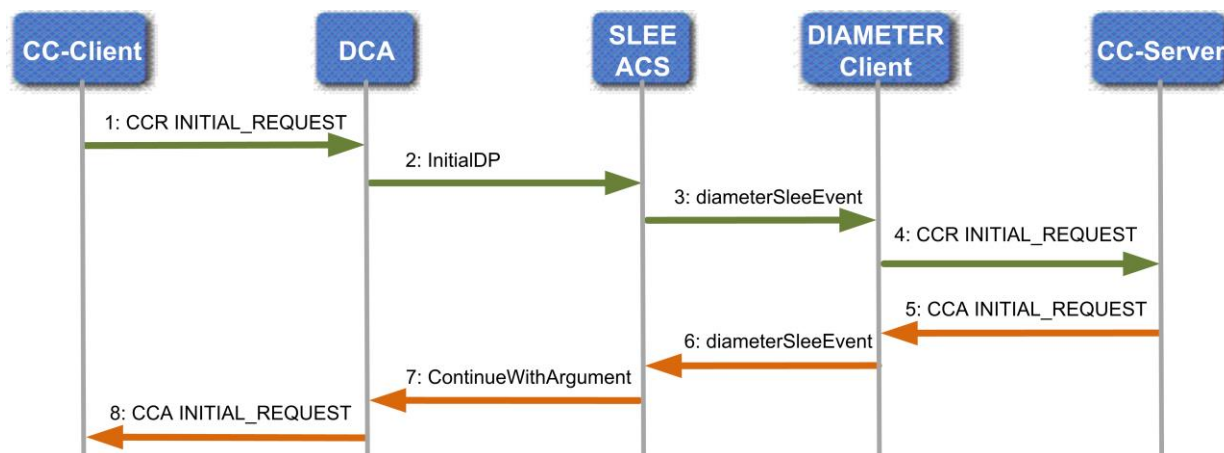 CC-Client
DCA
SLEE
ACS
DIAMETER
Client
CC-Server
1: CCR INITIAL_REQUEST
2: InitialDP
3: diameterSleeEvent
4: CCR INITIAL_REQUEST
5: CCA INITIAL_REQUEST
6: diameterSleeEvent
7: ContinueWithArgument
8: CCA INITIAL_REQUEST